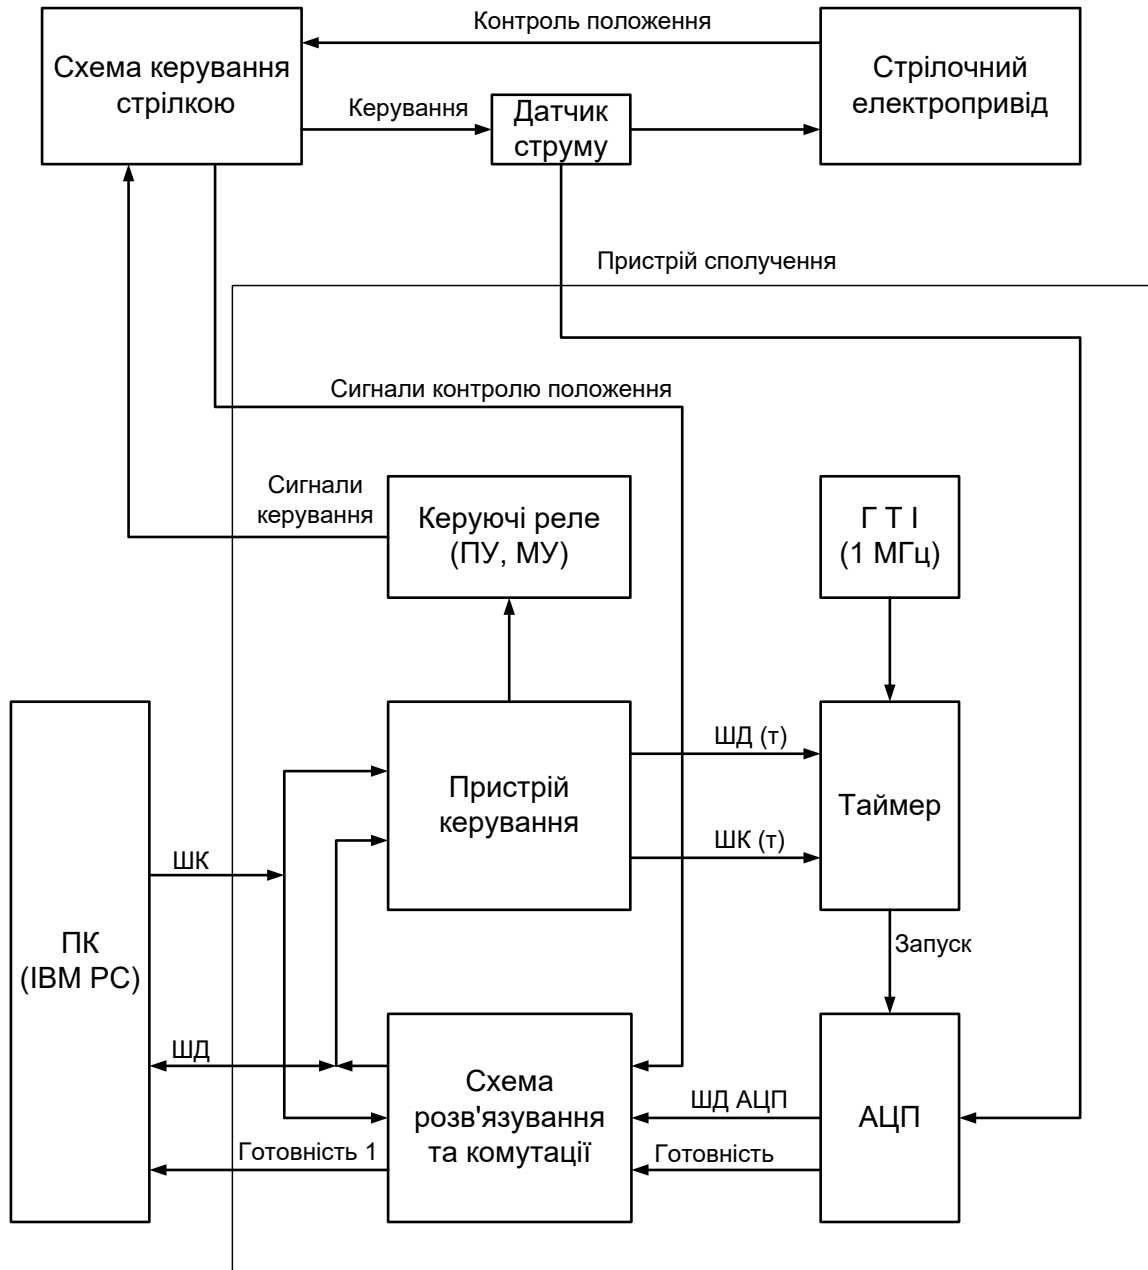 Контроль положення
Схема керування
стрілкою
Керування
Датчик
струму
Стрілочний
електропривід
Пристрій сполучення
Сигнали контролю положення
Сигнали
керування
Керуючі реле
(ПУ, МУ)
Г Т І
(1 МГц)
ШД (т)
Пристрій
керування
Таймер
ШК (т)
ШК
ПК
(IBM PC)
Запуск
ШД
Схема
розв'язування
та комутації
ШД АЦП
АЦП
Готовність 1
Готовність